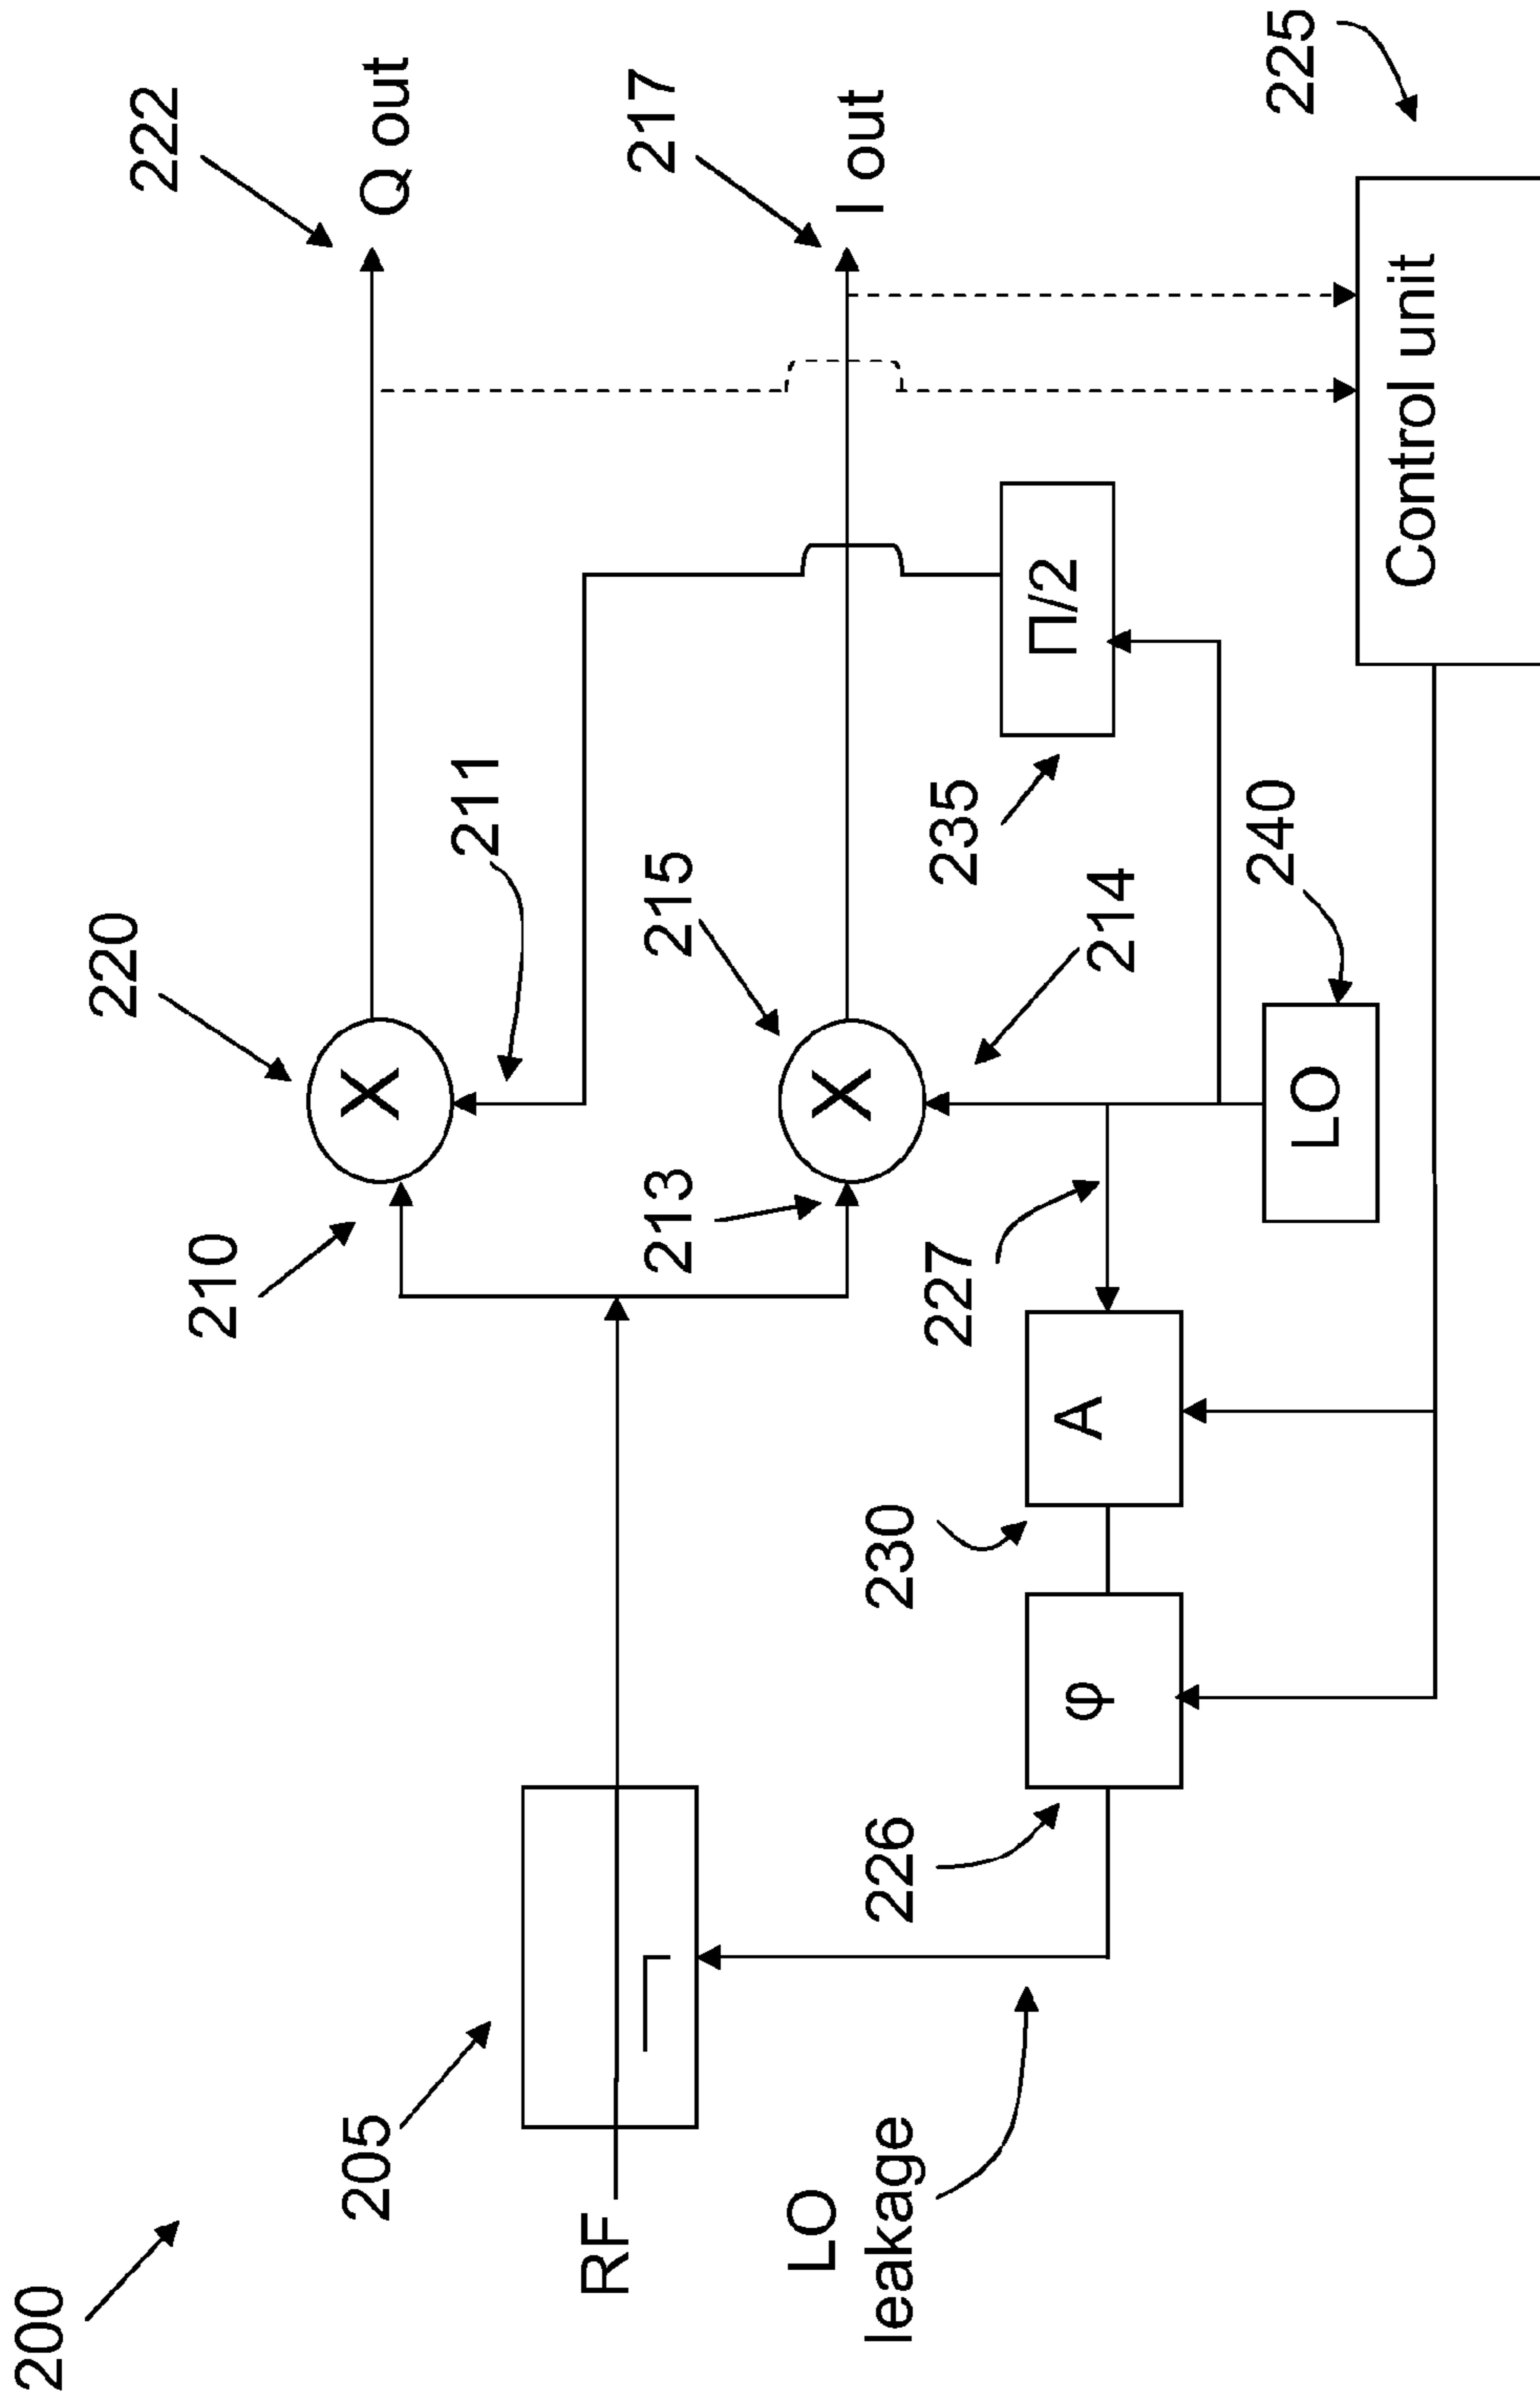 200
205
RF
LO
leakage
226
φ
230
A
227
210
213
220
X
211
215
X
214
LO
240
235
Π/2
222
Q out
217
I out
225
Control unit